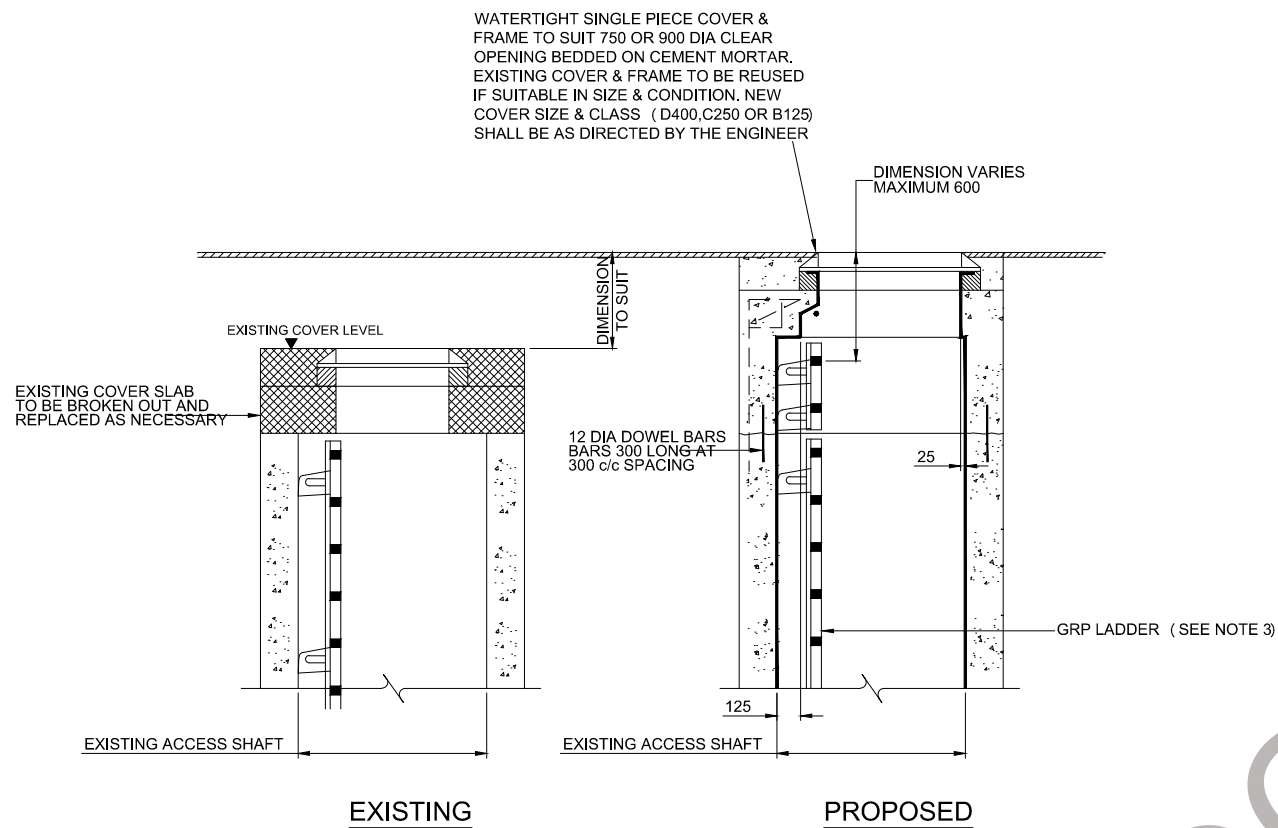 WATERTIGHT SINGLE PIECE COVER &
FRAME TO SUIT 750 OR 900 DIA CLEAR
OPENING BEDDED ON CEMENT MORTAR.
EXISTING COVER & FRAME TO BE REUSED
IF SUITABLE IN SIZE & CONDITION. NEW
COVER SIZE & CLASS ( D400,C250 OR B125)
SHALL BE AS DIRECTED BY THE ENGINEER
DIMENSION VARIES
MAXIMUM 600
DIMENSION
TO SUIT
EXISTING COVER LEVEL
EXISTING COVER SLAB
TO BE BROKEN OUT AND
REPLACED AS NECESSARY
12 DIA DOWEL BARS
BARS 300 LONG AT
300 c/c SPACING
25
GRP LADDER ( SEE NOTE 3)
125
EXISTING ACCESS SHAFT
EXISTING ACCESS SHAFT
EXISTING
PROPOSED